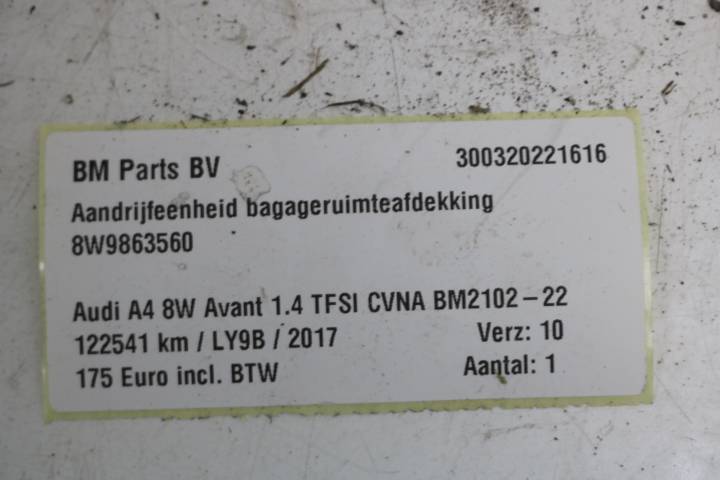 BM Parts BV 300320221616
Aandrijfeenheid bagageruimteafdekking
8W9863560
Audi A4 8W Avant 1.4 TFSI CVNA BM2102-22
122541 km / LY9B / 2017 Verz: 10
175 Euro incl. BTW Aantal: 1